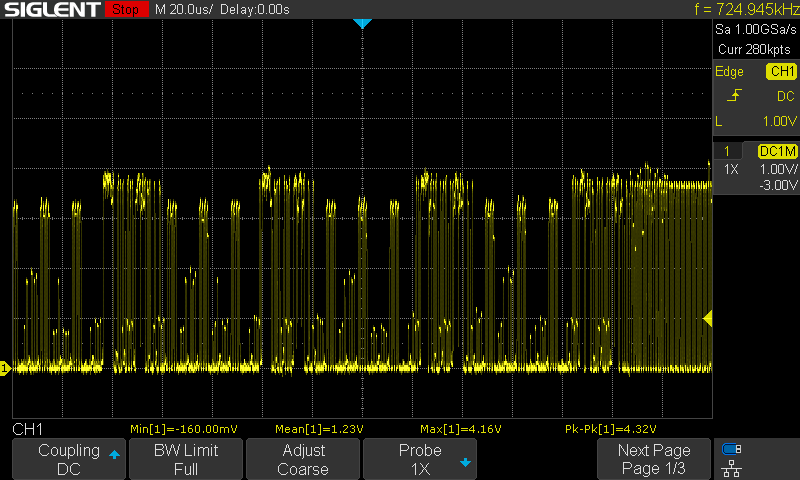 SIGLENT Stop M 20.0us/ Delay:0.00s f = 724.945kHz
Sa 1.00GSa/s
Curr 280kpts
Edge CH1
DC
L 1.00V
1 DC1M
1X 1.00V/
-3.00V
1
CH1 Min[1]=-160.00mV Mean[1]=1.23V Max[1]=4.16V Pk-Pk[1]=4.32V
Coupling BW Limit Adjust Probe Next Page
DC Full Coarse 1X Page 1/3